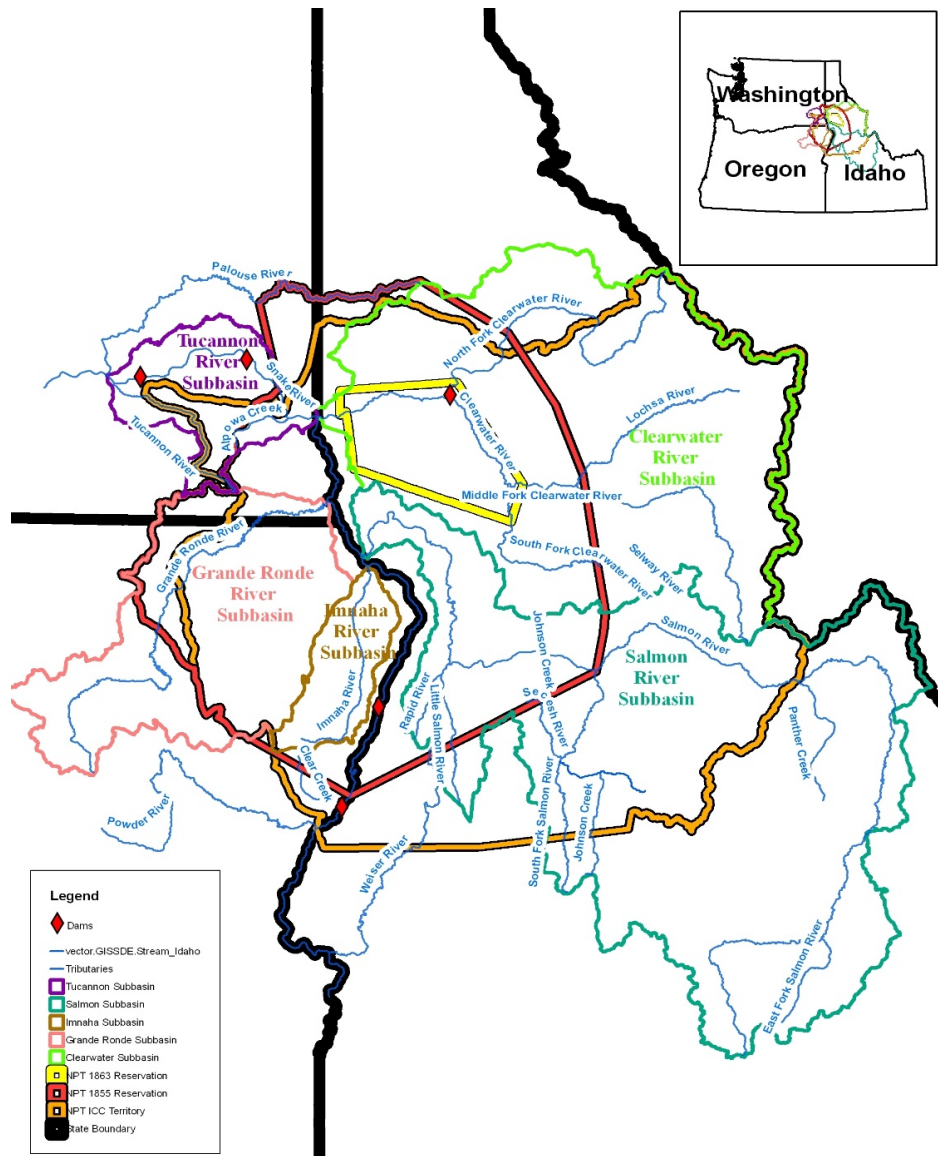 Washington
Oregon
Idaho
Palouse River
North Fork Clearwater River
Tucannon
River
Subbasin
Snake River
Alpowa Creek
Tucannon River
Clearwater River
Lochsa River
Clearwater
River
Subbasin
Middle Fork Clearwater River
Grande Ronde River
South Fork Clearwater River
Selway River
Grande Ronde
River
Subbasin
Imnaha
River
Subbasin
Johnson Creek
Salmon River
Salmon
River
Subbasin
Imnaha River
Rapid River
Little Salmon River
Secesh River
Panther Creek
Clear Creek
Powder River
Weiser River
South Fork Salmon River
Johnson Creek
East Fork Salmon River
Legend
Dams
vector.GISSDE.Stream_Idaho
Tributaries
Tucannon Subbasin
Salmon Subbasin
Imnaha Subbasin
Grande Ronde Subbasin
Clearwater Subbasin
NPT 1863 Reservation
NPT 1855 Reservation
NPT ICC Territory
State Boundary